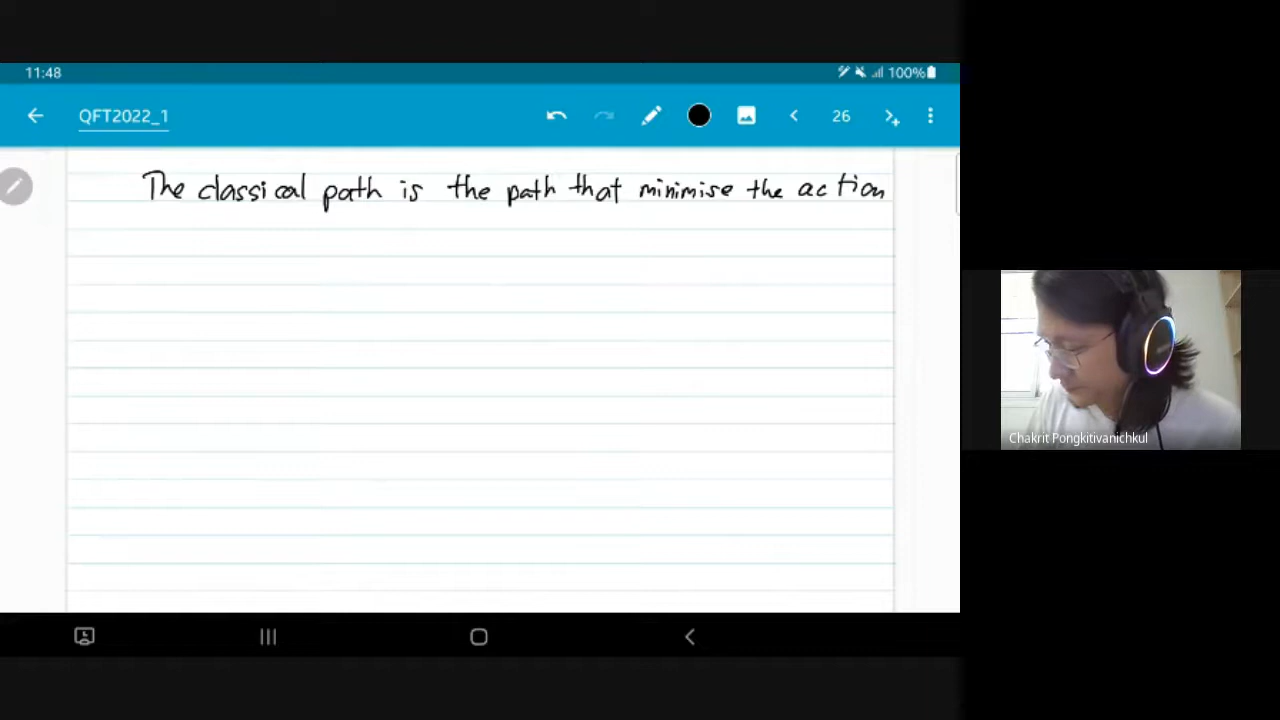 11:48
100%
QFT2022_1
26
The classical path is the path that minimise the action
Chakrit Pongkitivanichkul